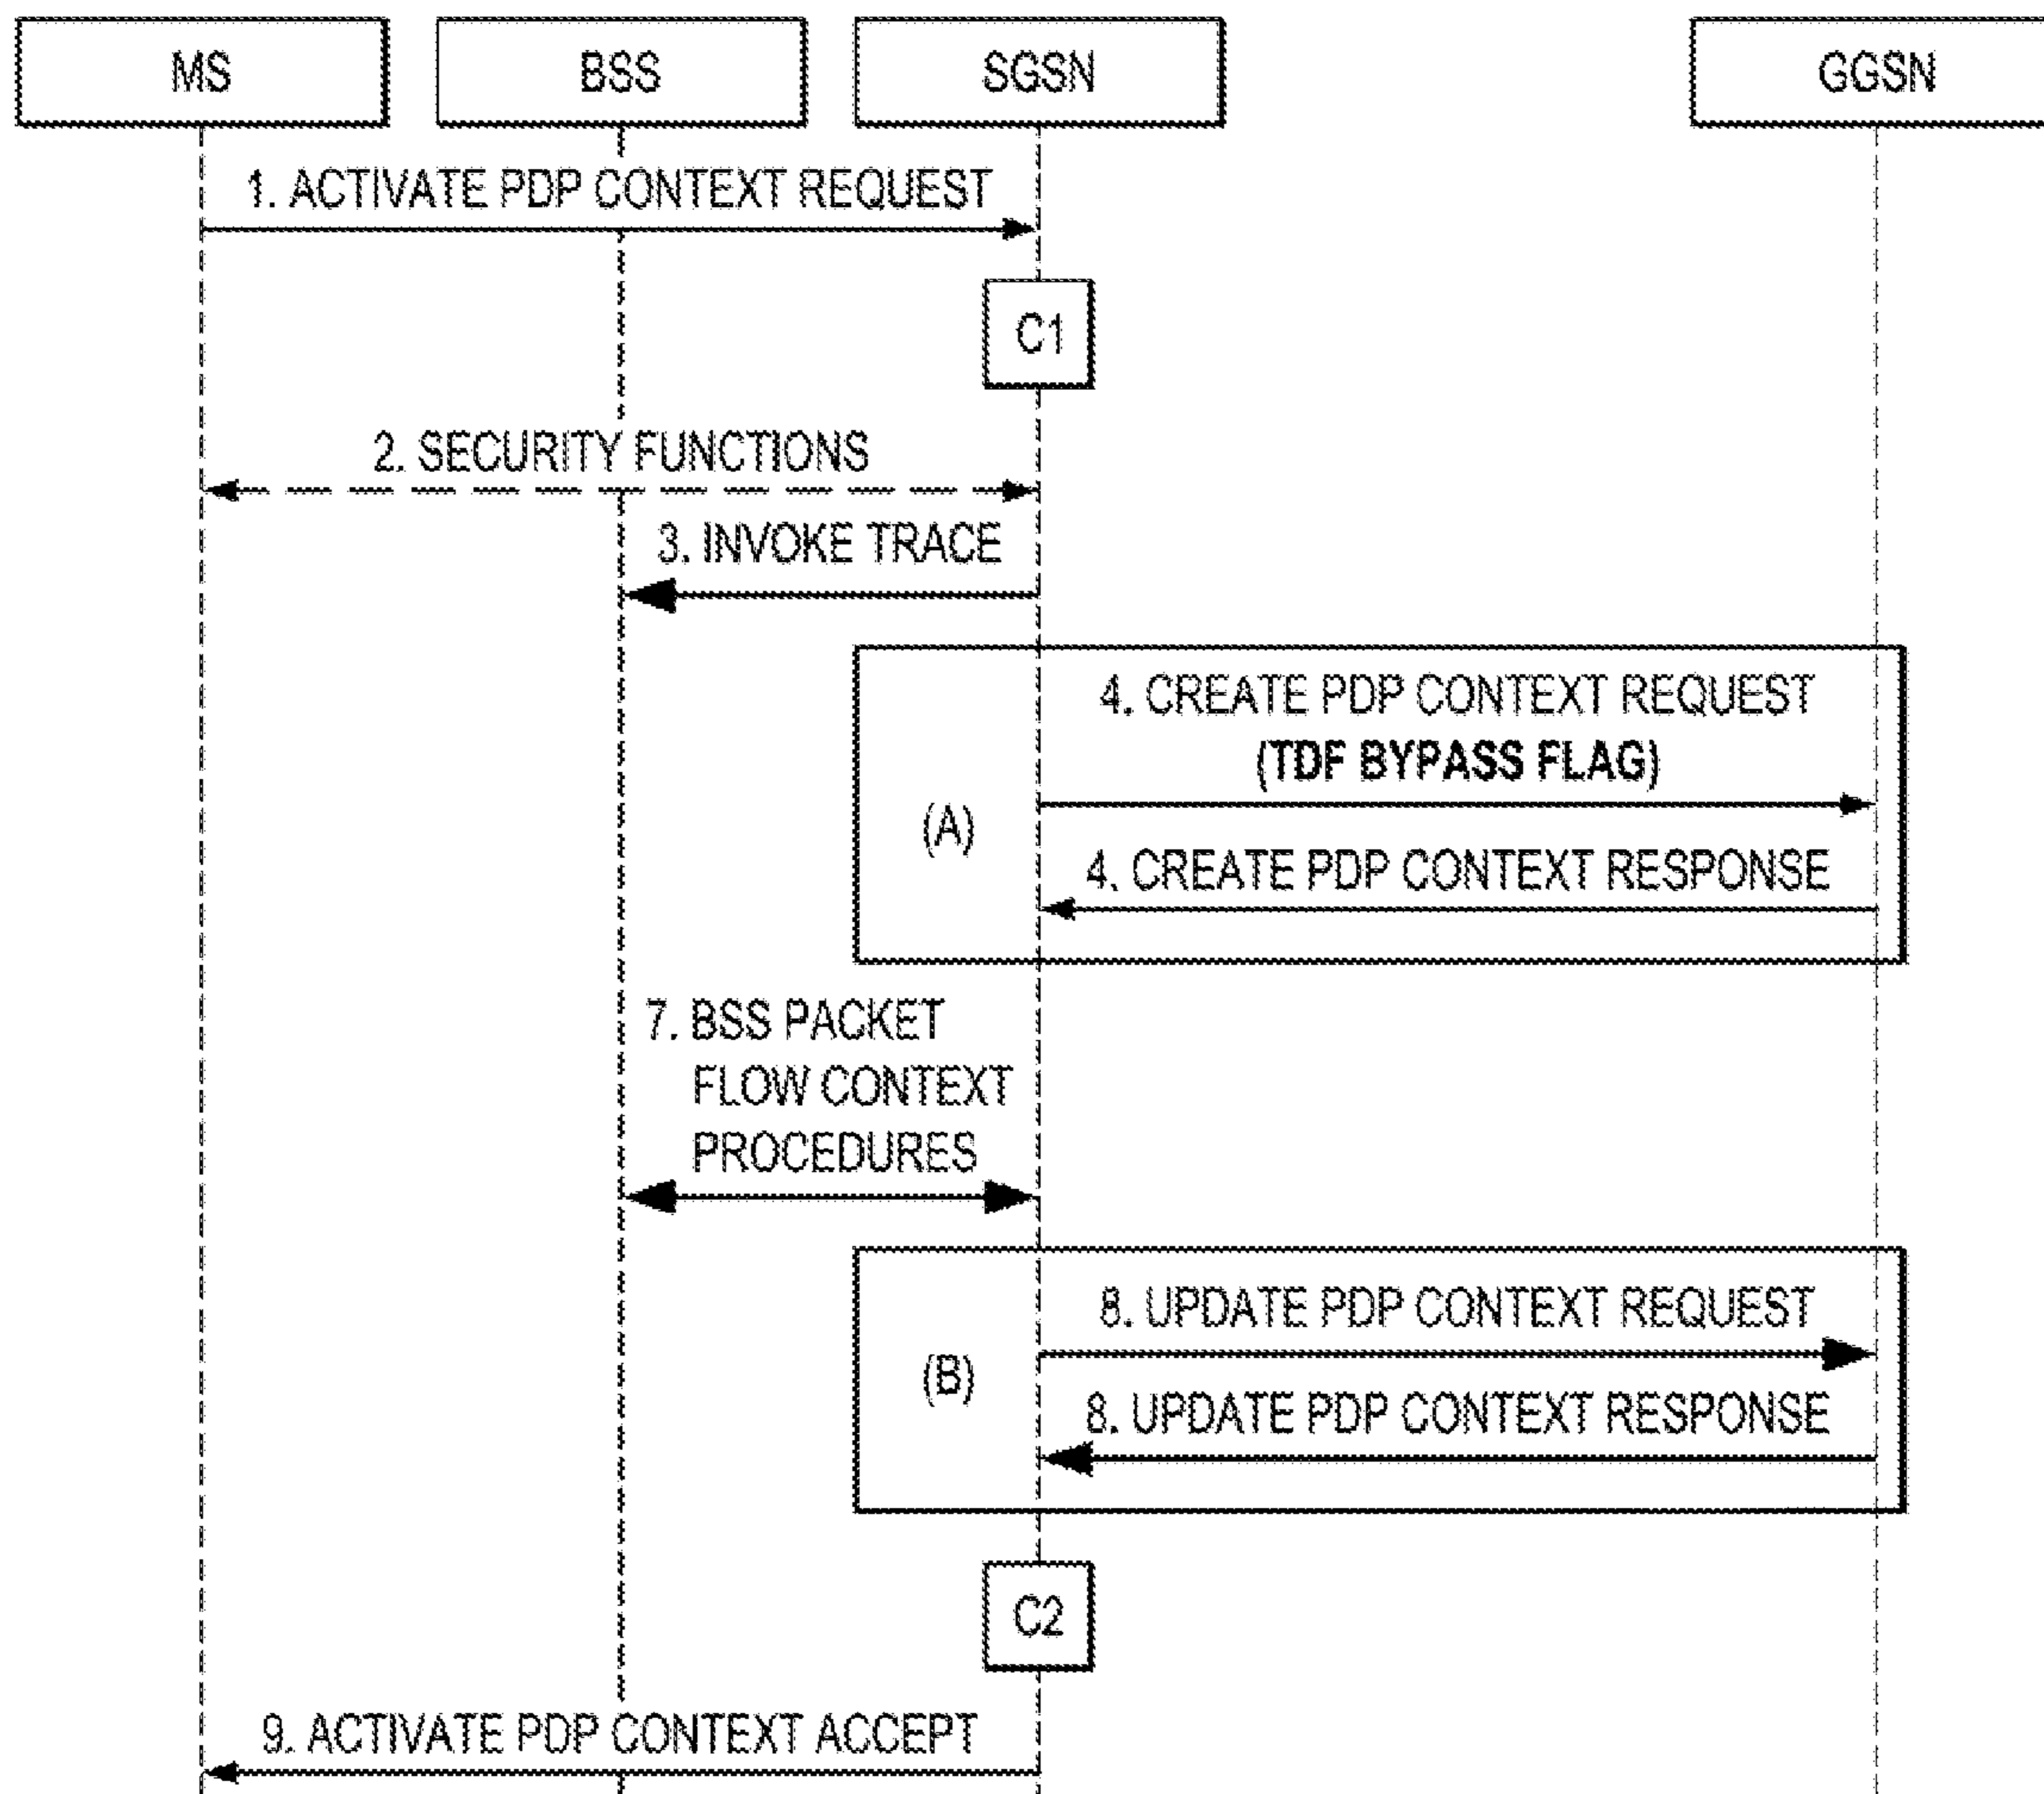 MS
BSS
SGSN
GGSN
1. ACTIVATE PDP CONTEXT REQUEST
C1
2. SECURITY FUNCTIONS
3. INVOKE TRACE
4. CREATE PDP CONTEXT REQUEST
(TDF BYPASS FLAG)
(A)
4. CREATE PDP CONTEXT RESPONSE
7. BSS PACKET
FLOW CONTEXT
PROCEDURES
8. UPDATE PDP CONTEXT REQUEST
(B)
8. UPDATE PDP CONTEXT RESPONSE
C2
9. ACTIVATE PDP CONTEXT ACCEPT